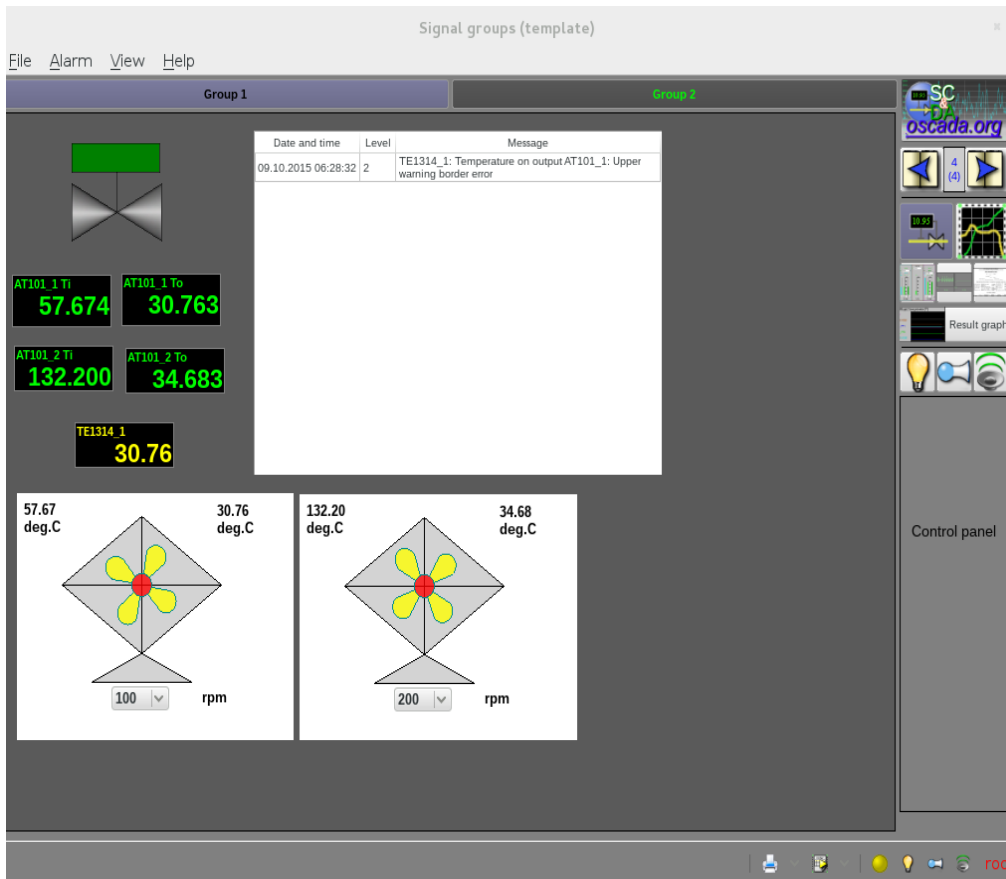 Signal groups (template)
File Alarm View Help
Group 1
Group 2
SC
&
DA
oscada.org
Date and time Level Message
09.10.2015 06:28:32 2 TE1314_1: Temperature on output AT101_1: Upper
warning border error
4
(4)
10.95
AT101_1 Ti
57.674
AT101_1 To
30.763
AT101_2 Ti
132.200
AT101_2 To
34.683
TE1314_1
30.76
Result graph
57.67
deg.C
30.76
deg.C
100
rpm
132.20
deg.C
34.68
deg.C
200
rpm
Control panel
roo